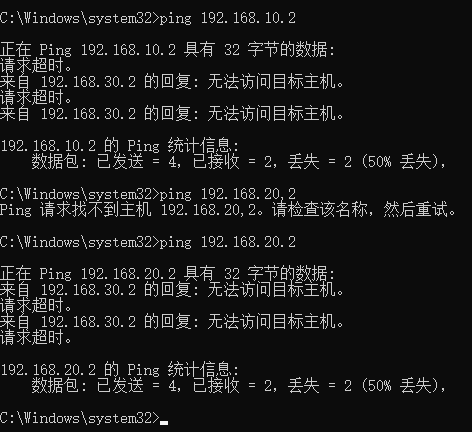 C:\Windows\system32>ping 192.168.10.2
正在 Ping 192.168.10.2 具有 32 字节的数据:
请求超时。
来自 192.168.30.2 的回复: 无法访问目标主机。
请求超时。
来自 192.168.30.2 的回复: 无法访问目标主机。
192.168.10.2 的 Ping 统计信息:
数据包: 已发送 = 4, 已接收 = 2, 丢失 = 2 (50% 丢失),
C:\Windows\system32>ping 192.168.20,2
Ping 请求找不到主机 192.168.20,2。请检查该名称，然后重试。
C:\Windows\system32>ping 192.168.20.2
正在 Ping 192.168.20.2 具有 32 字节的数据:
来自 192.168.30.2 的回复: 无法访问目标主机。
请求超时。
来自 192.168.30.2 的回复: 无法访问目标主机。
请求超时。
192.168.20.2 的 Ping 统计信息:
数据包: 已发送 = 4, 已接收 = 2, 丢失 = 2 (50% 丢失),
C:\Windows\system32>